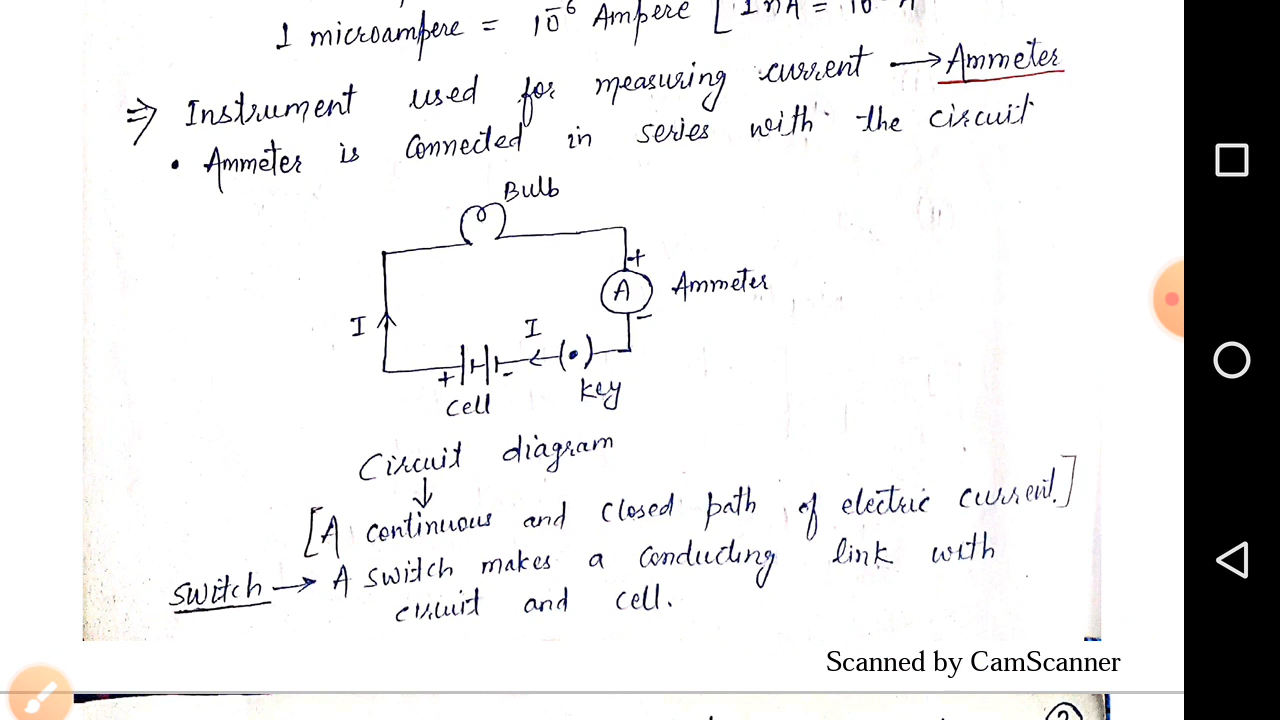 1 microampere = 10⁻⁶ Ampere [
⇒ Instrument used for measuring current → Ammeter
• Ammeter is connected in series with the circuit
Bulb
+
A Ammeter
-
I
I
+ -
cell
key
Circuit diagram
↓
[A continuous and closed path of electric current.]
switch → A switch makes a conducting link with
circuit and cell.
Scanned by CamScanner